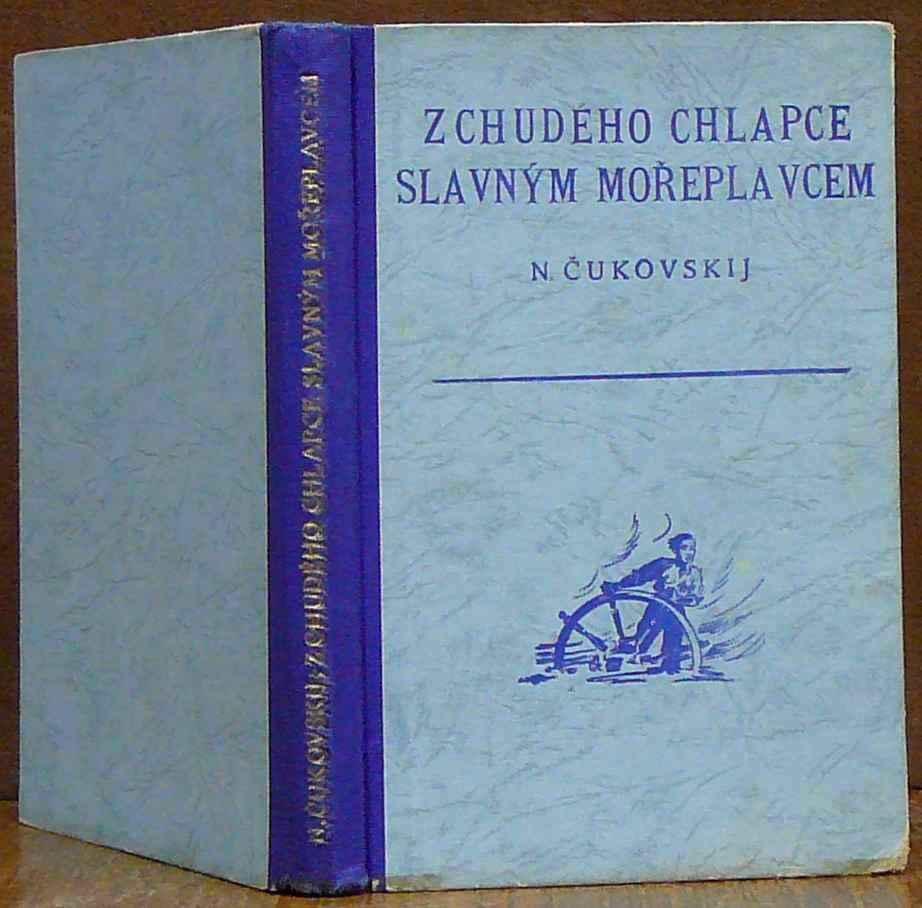 Z CHUDÉHO CHLAPCE
SLAVNÝM MOŘEPLAVCEM
N. ČUKOVSKIJ
N. ČUKOVSKIJ: Z CHUDÉHO CHLAPCE SLAVNÝM MOŘEPLAVCEM